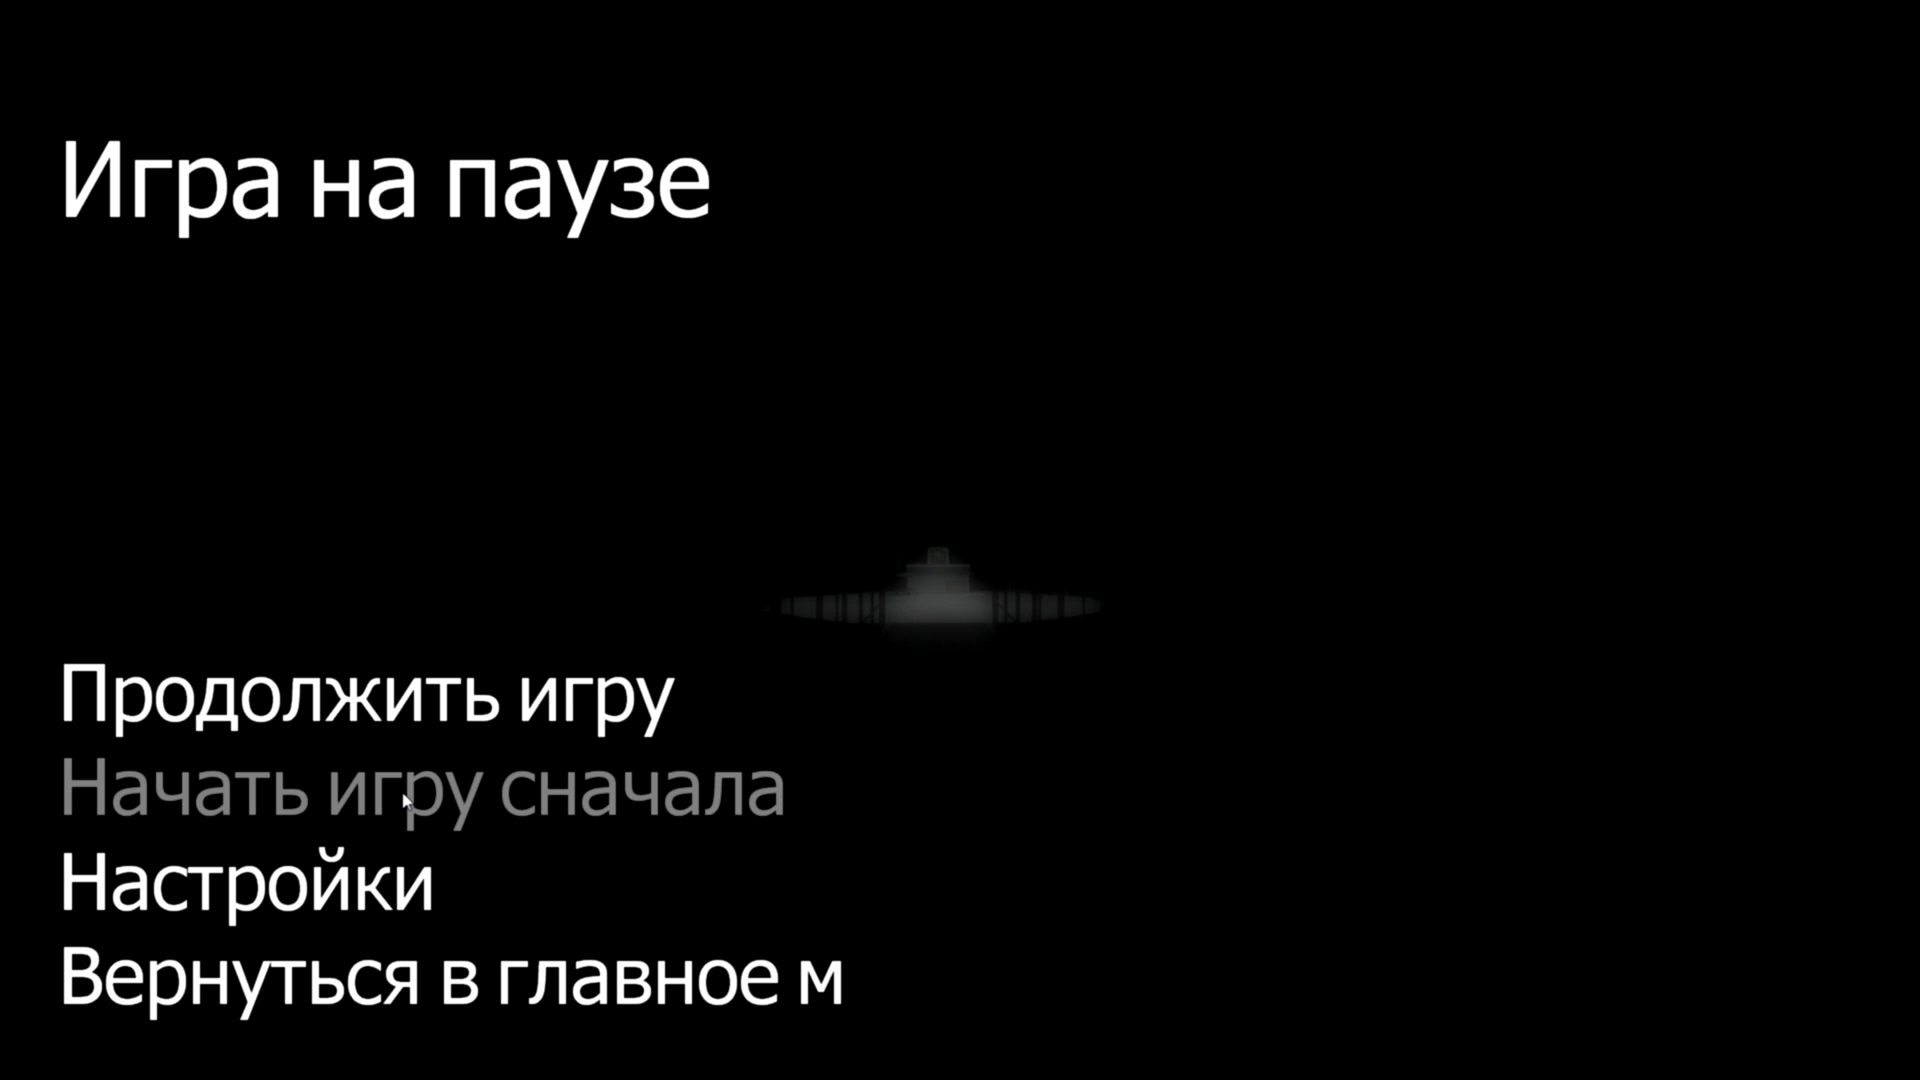 Игра на паузе
Продолжить игру
Начать игру сначала
Настройки
Вернуться в главное м